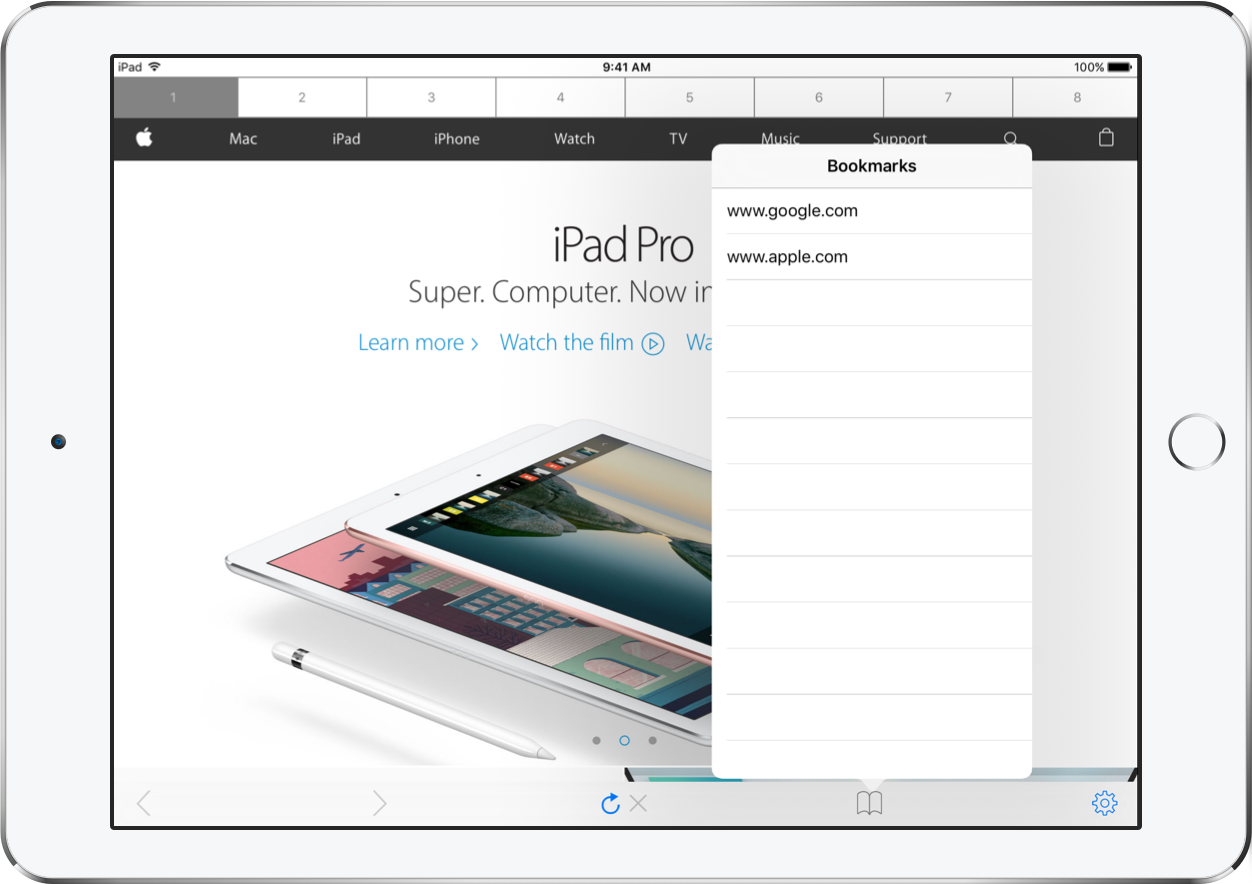 iPad 9:41 AM 100%
1 2 3 4 5 6 7 8
Mac iPad iPhone Watch TV Music Support
Bookmarks
www.google.com
www.apple.com
iPad Pro
Super. Computer. Now in
Learn more > Watch the film Wa